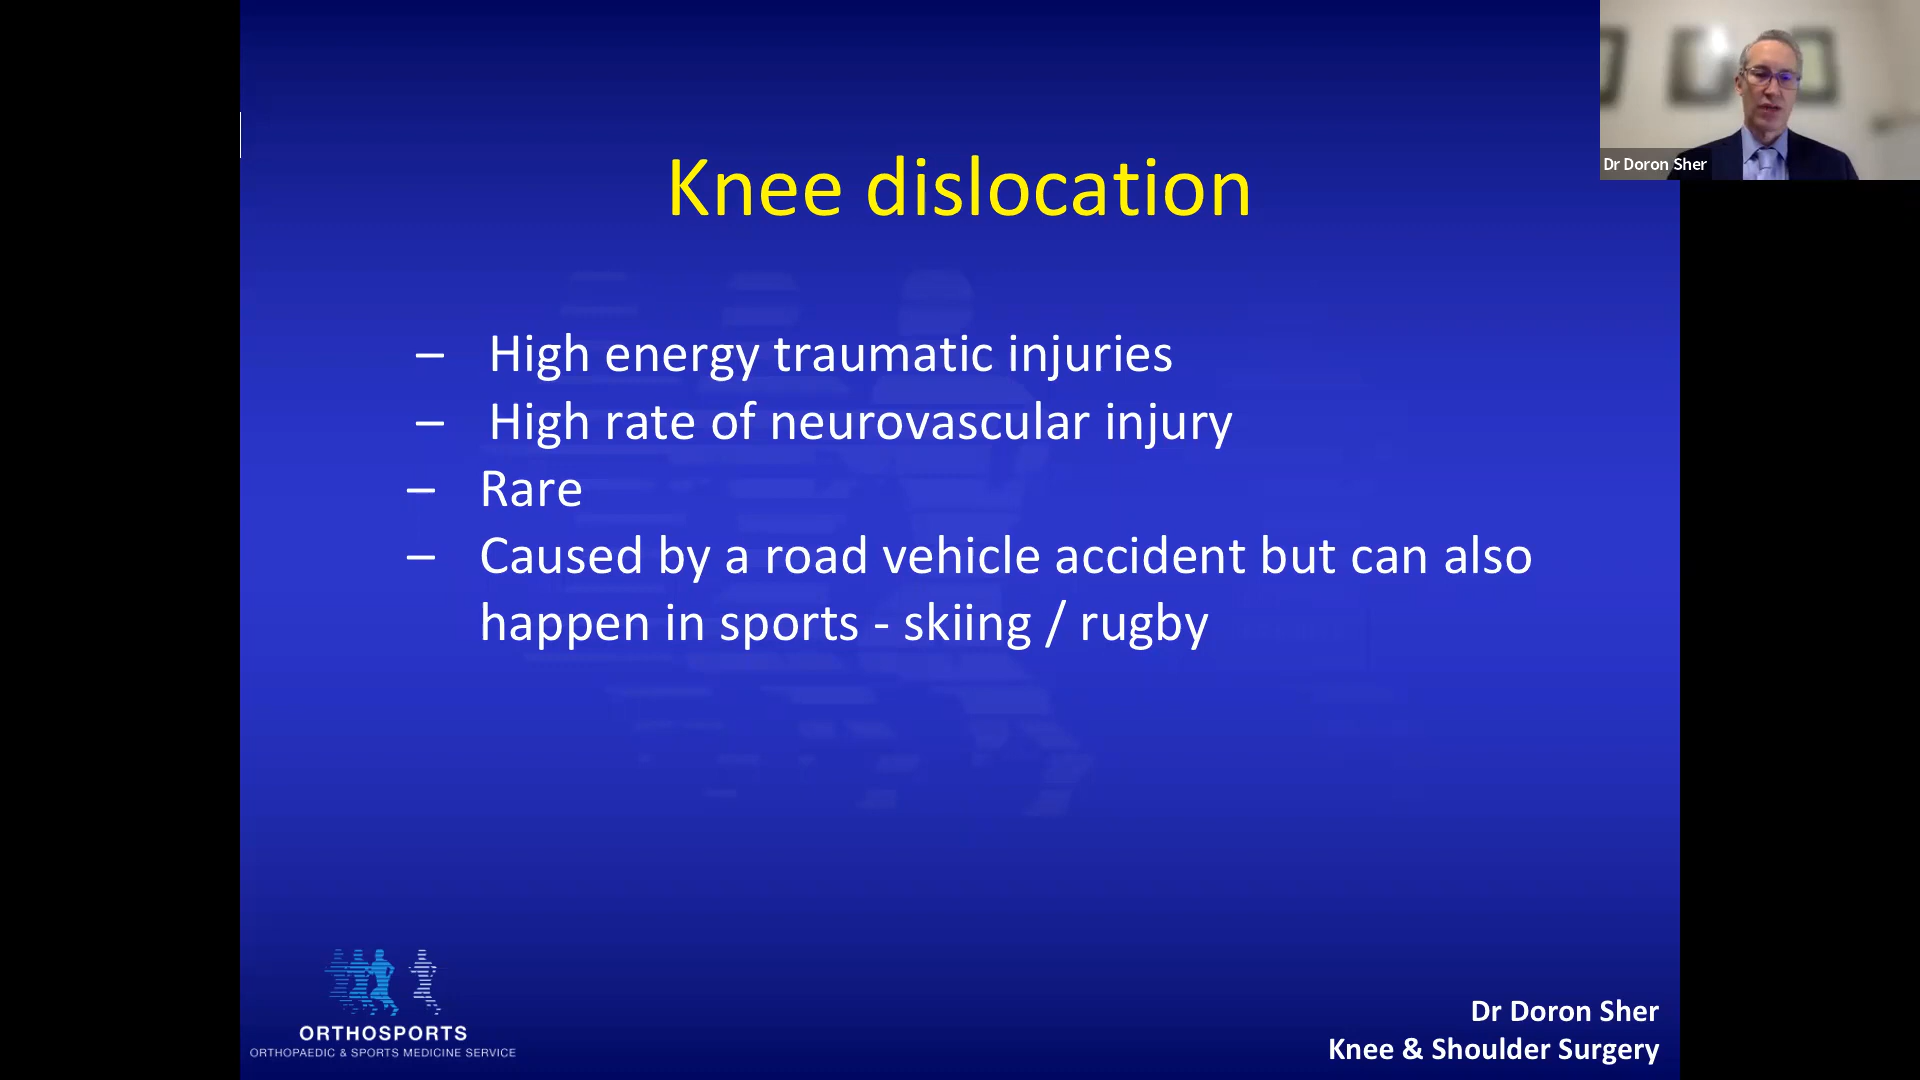 Dr Doron Sher
Knee dislocation
– High energy traumatic injuries
– High rate of neurovascular injury
– Rare
– Caused by a road vehicle accident but can also
happen in sports - skiing / rugby
ORTHOSPORTS
ORTHOPAEDIC & SPORTS MEDICINE SERVICE
Dr Doron Sher
Knee & Shoulder Surgery